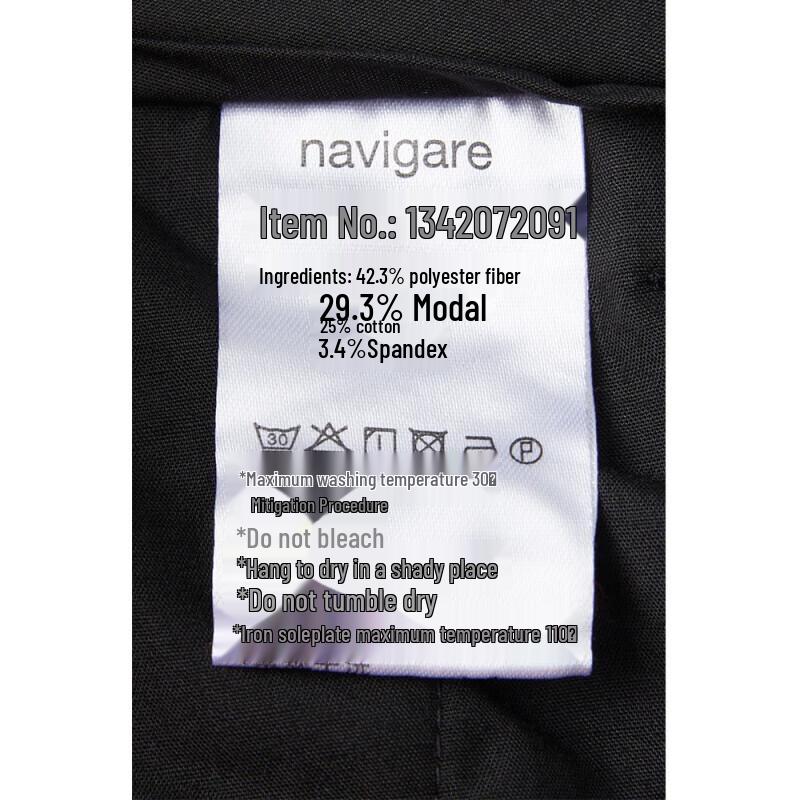 navigare
Item No.: 1342072091
Ingredients: 42.3% polyester fiber
29.3% Modal
25% cotton
3.4%Spandex
30
P
*Maximum washing temperature 30
Mitigation Procedure
*Do not bleach
*Hang to dry in a shady place
*Do not tumble dry
*Iron soleplate maximum temperature 110